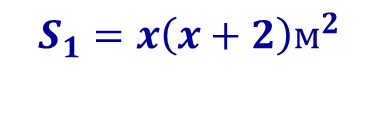 S₁ = x(x + 2)м²